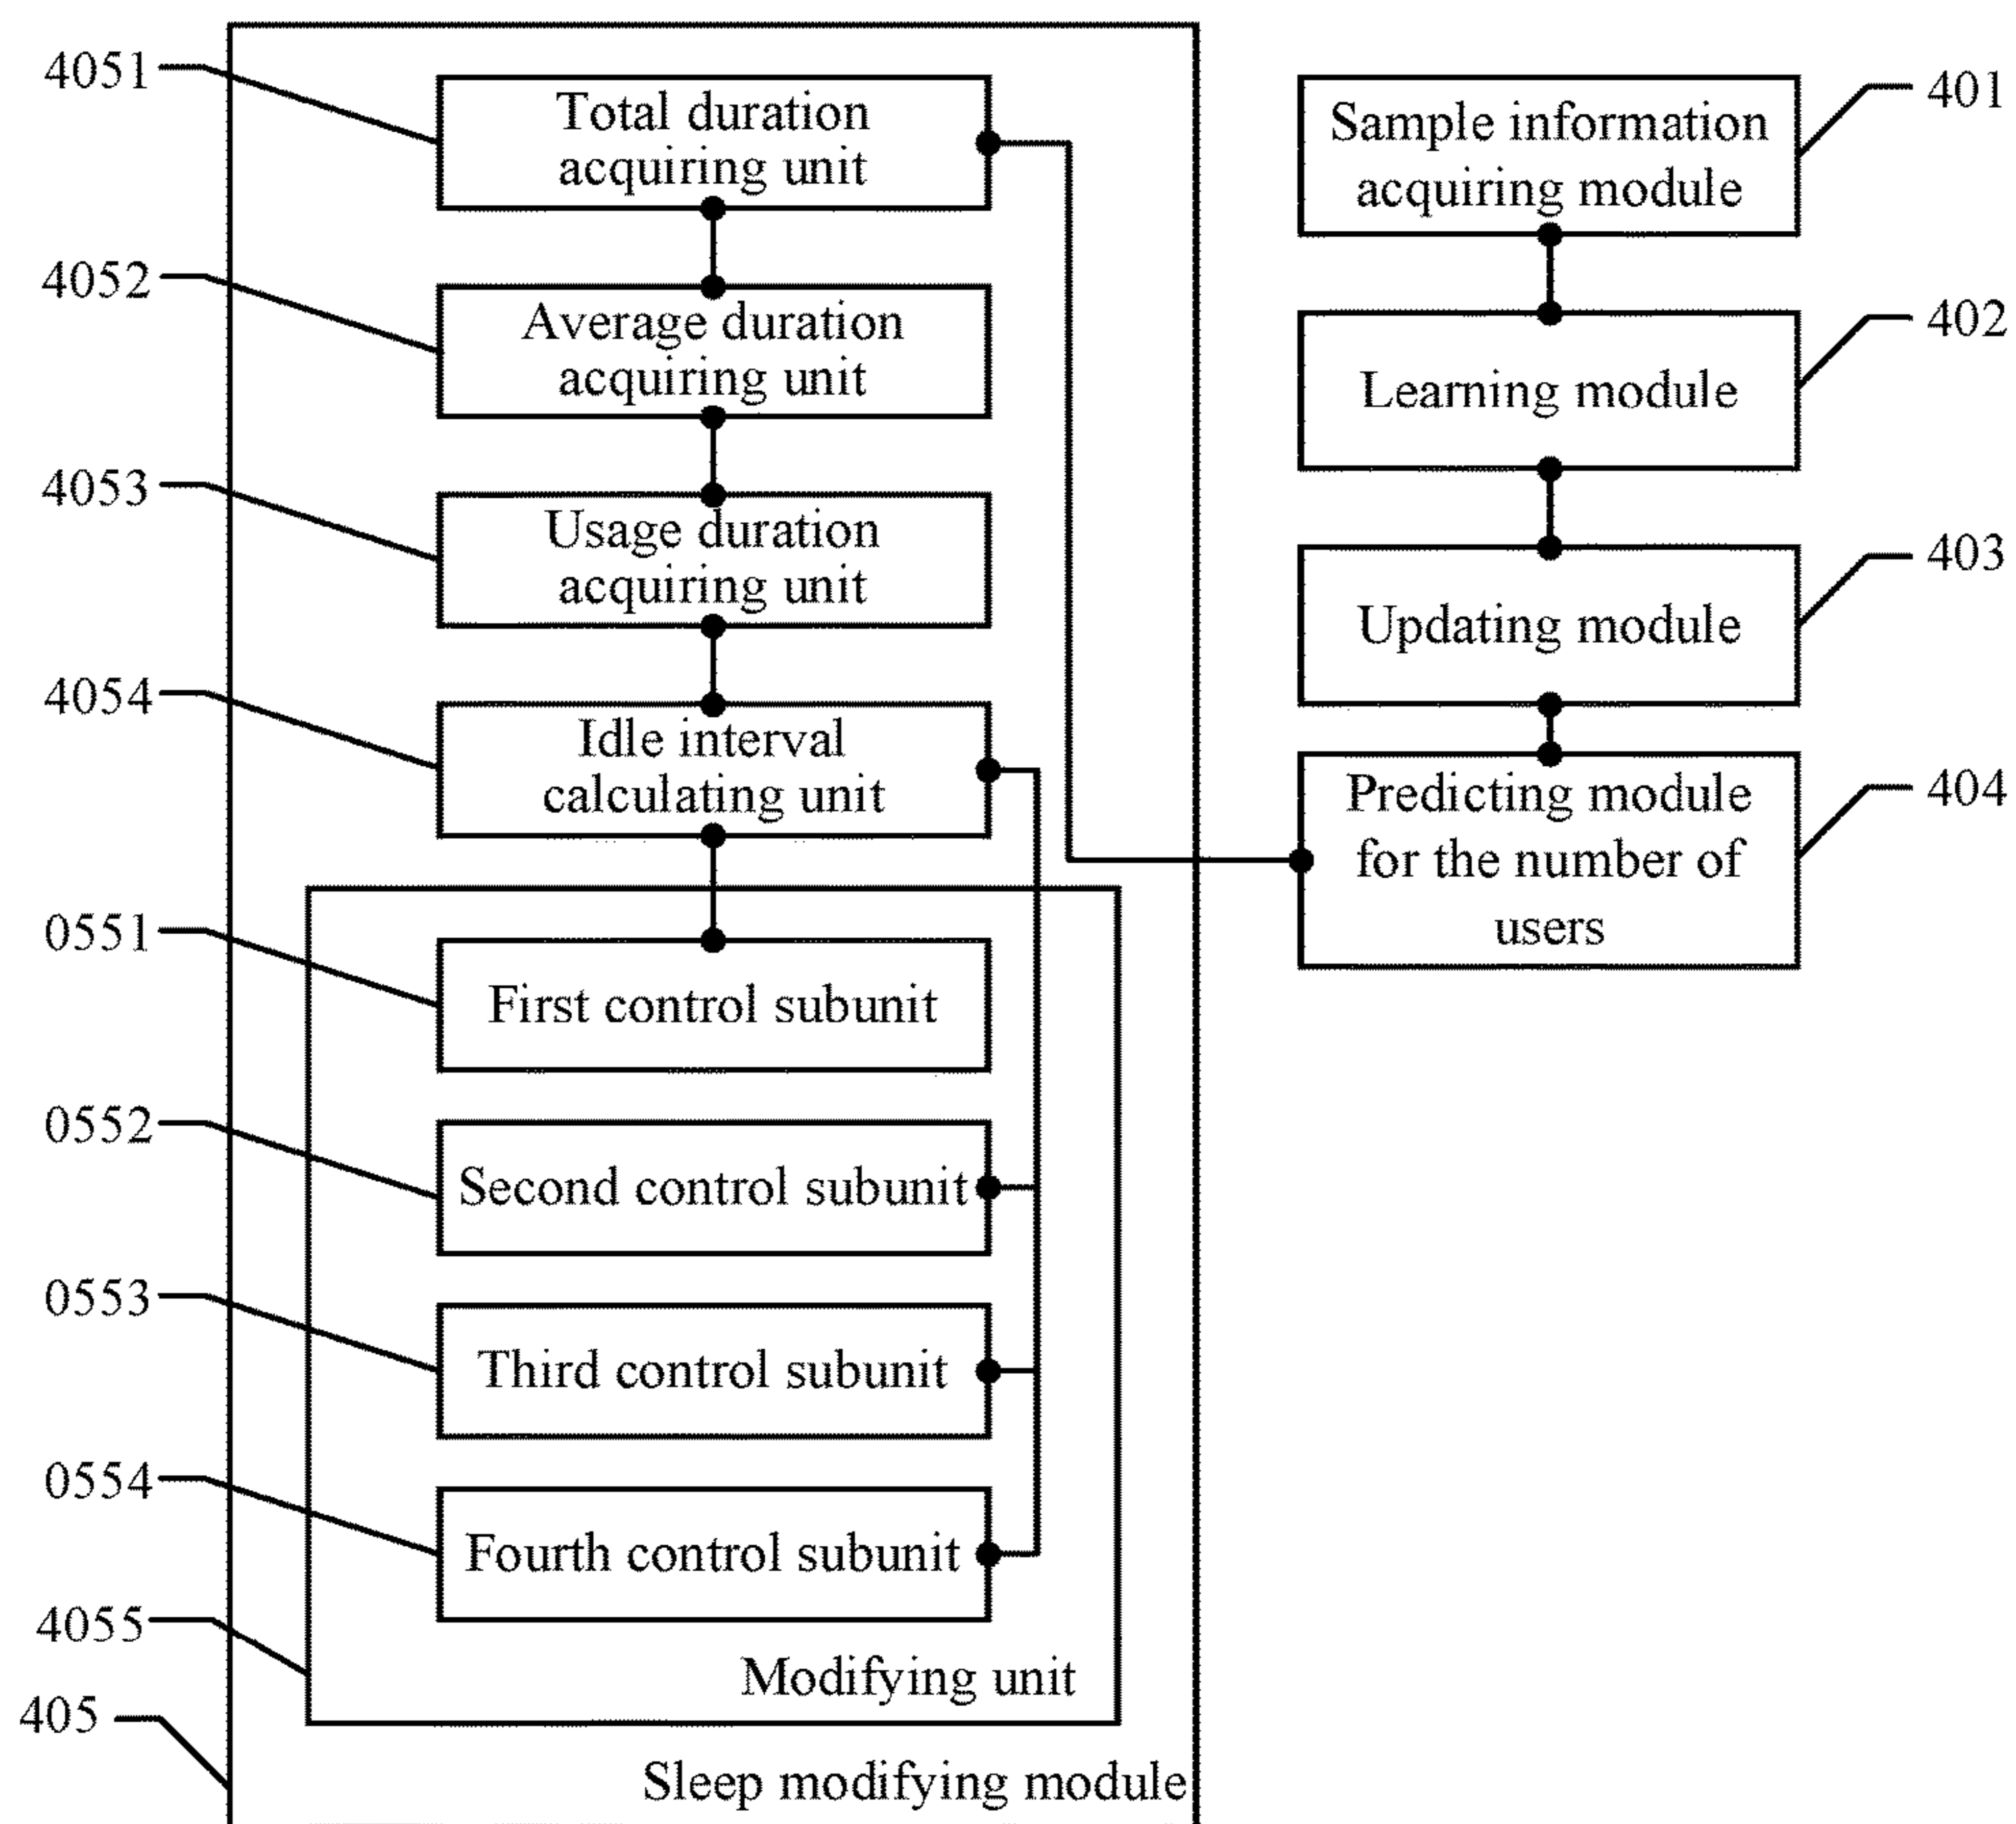 4051
Total duration
acquiring unit
4052
Average duration
acquiring unit
4053
Usage duration
acquiring unit
4054
Idle interval
calculating unit
0551
First control subunit
0552
Second control subunit
0553
Third control subunit
0554
Fourth control subunit
4055
Modifying unit
405
Sleep modifying module
Sample information
acquiring module
401
Learning module
402
Updating module
403
Predicting module
for the number of
users
404